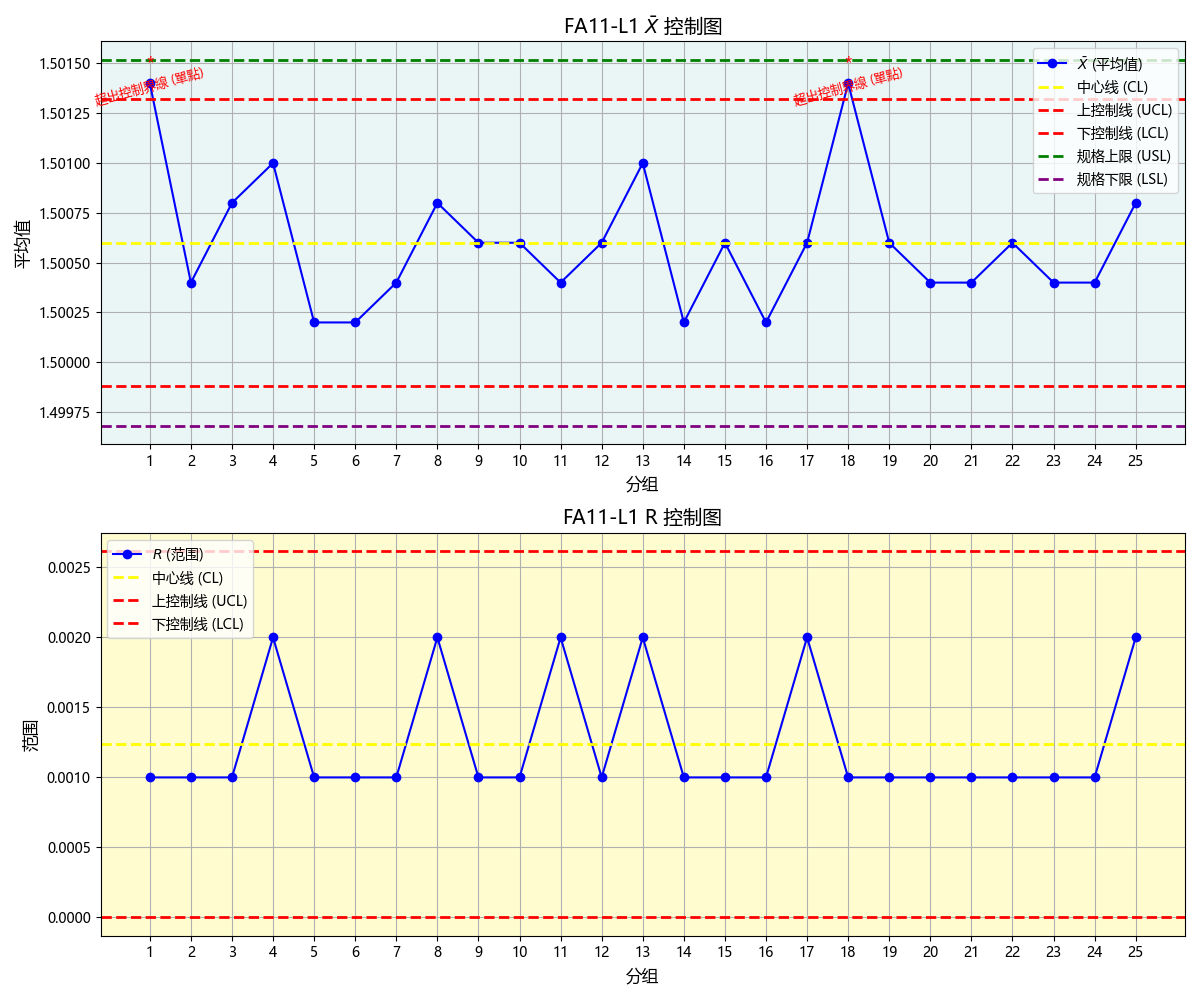 FA11-L1 X̄ 控制图
平均值
1.50150
1.50125
1.50100
1.50075
1.50050
1.50025
1.50000
1.49975
*
超出控制界線 (單點)
*
超出控制界線 (單點)
X̄ (平均值)
中心线 (CL)
上控制线 (UCL)
下控制线 (LCL)
规格上限 (USL)
规格下限 (LSL)
1 2 3 4 5 6 7 8 9 10 11 12 13 14 15 16 17 18 19 20 21 22 23 24 25
分组
FA11-L1 R 控制图
范围
0.0025
0.0020
0.0015
0.0010
0.0005
0.0000
R (范围)
中心线 (CL)
上控制线 (UCL)
下控制线 (LCL)
1 2 3 4 5 6 7 8 9 10 11 12 13 14 15 16 17 18 19 20 21 22 23 24 25
分组